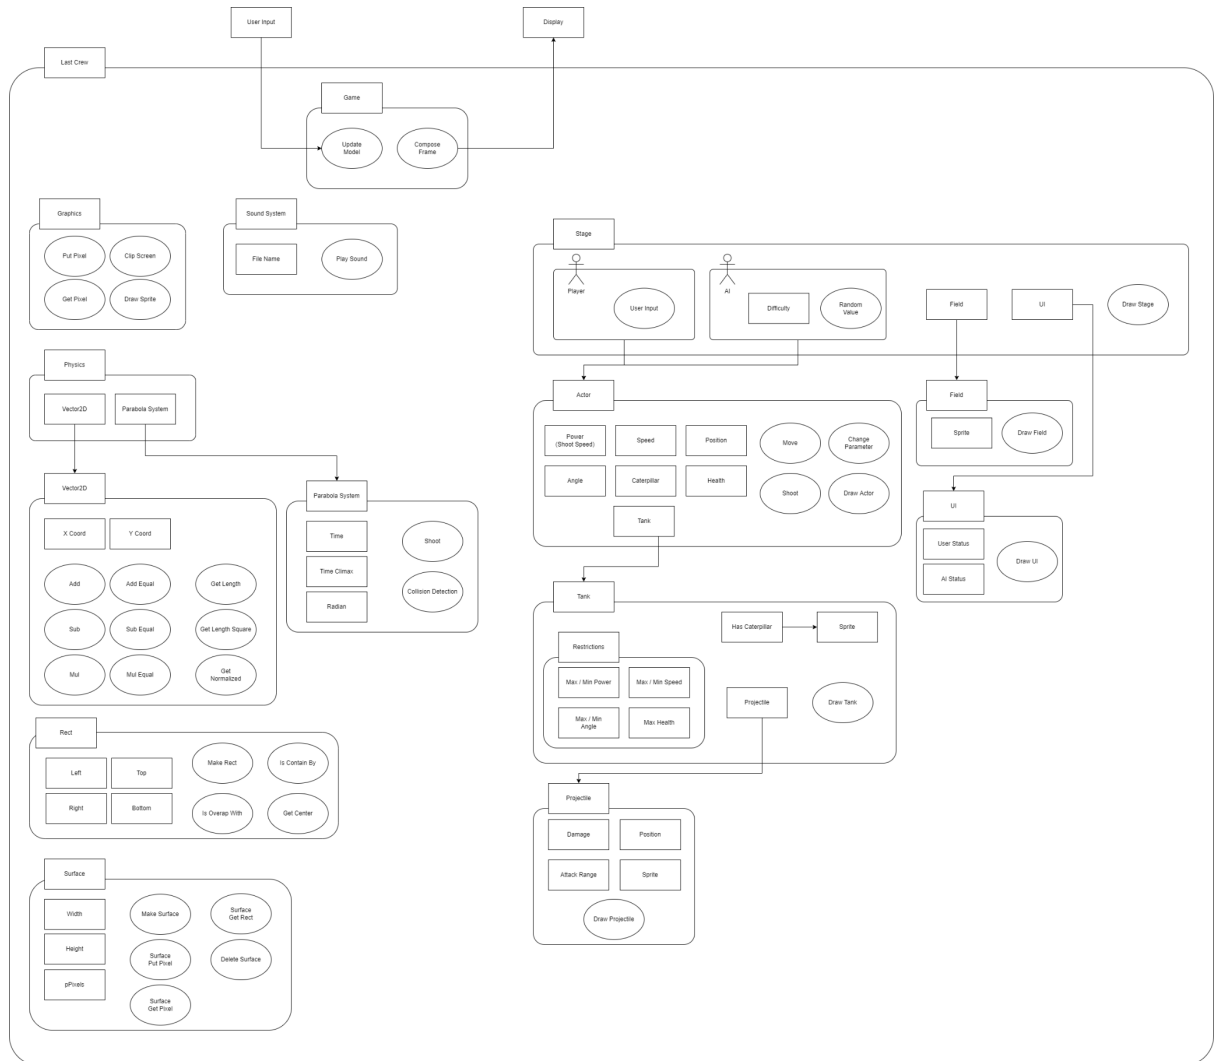 User Input
Display
Last Crew
Game
Update
Model
Compose
Frame
Graphics
Put Pixel
Clip Screen
Get Pixel
Draw Sprite
Sound System
File Name
Play Sound
Stage
Player
User Input
AI
Difficulty
Random
Value
Field
UI
Draw Stage
Physics
Vector2D
Parabola System
Actor
Power
(Shoot Speed)
Speed
Position
Move
Change
Parameter
Angle
Caterpillar
Health
Shoot
Draw Actor
Tank
Field
Sprite
Draw Field
UI
User Status
AI Status
Draw UI
Vector2D
X Coord
Y Coord
Add
Add Equal
Get Length
Sub
Sub Equal
Get Length Square
Mul
Mul Equal
Get
Normalized
Parabola System
Time
Time Climax
Radian
Shoot
Collision Detection
Tank
Restrictions
Max / Min Power
Max / Min Speed
Max / Min
Angle
Max Health
Has Caterpillar
Sprite
Projectile
Draw Tank
Rect
Left
Top
Right
Bottom
Make Rect
Is Contain By
Is Overap With
Get Center
Projectile
Damage
Position
Attack Range
Sprite
Draw Projectile
Surface
Width
Height
pPixels
Make Surface
Surface
Get Rect
Surface
Put Pixel
Delete Surface
Surface
Get Pixel